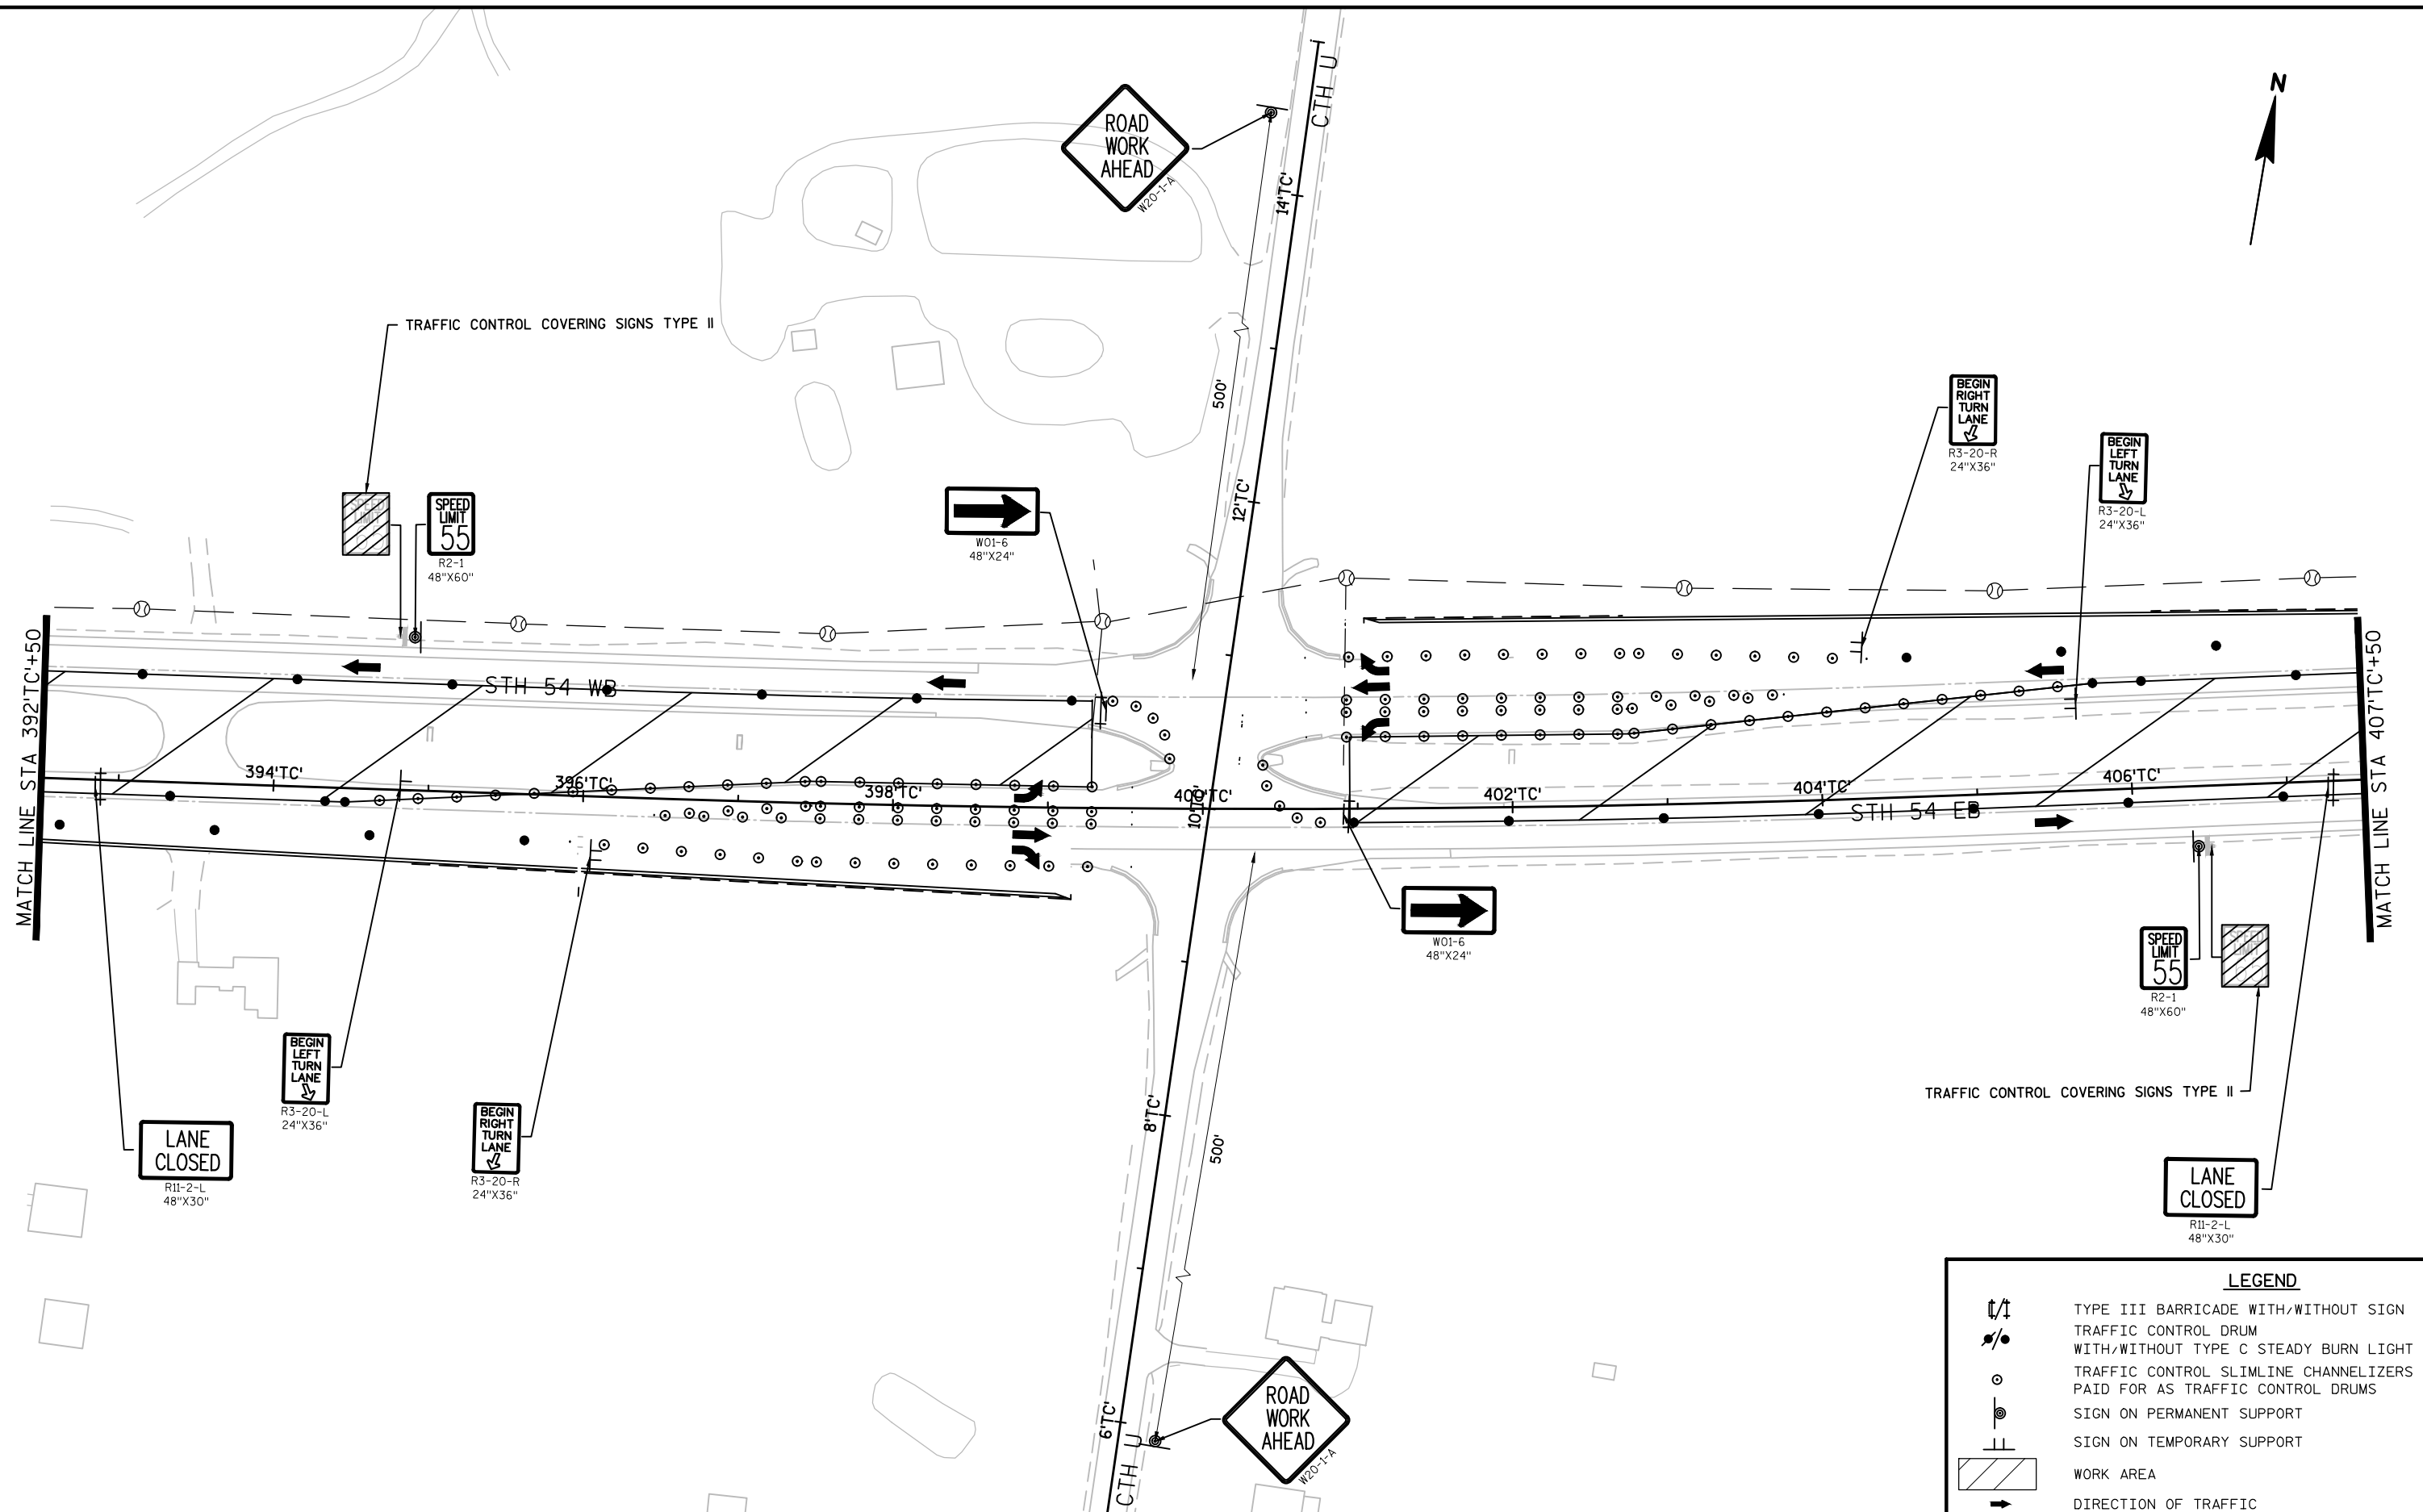 N
CTH U
ROAD
WORK
AHEAD
W20-1-A
14'TC'
TRAFFIC CONTROL COVERING SIGNS TYPE II
500'
BEGIN
RIGHT
TURN
LANE
R3-20-R
24"X36"
BEGIN
LEFT
TURN
LANE
R3-20-L
24"X36"
SPEED
LIMIT
SPEED
LIMIT
55
R2-1
48"X60"
W01-6
48"X24"
12'TC'
MATCH LINE STA 392'TC'+50
STH 54 WB
MATCH LINE STA 407'TC'+50
394'TC'
396'TC'
398'TC'
400'TC'
402'TC'
404'TC'
406'TC'
10'TC'
STH 54 EB
W01-6
48"X24"
SPEED
LIMIT
55
R2-1
48"X60"
SPEED
LIMIT
BEGIN
LEFT
TURN
LANE
R3-20-L
24"X36"
BEGIN
RIGHT
TURN
LANE
R3-20-R
24"X36"
LANE
CLOSED
R11-2-L
48"X30"
8'TC'
500'
TRAFFIC CONTROL COVERING SIGNS TYPE II
LANE
CLOSED
R11-2-L
48"X30"
6'TC'
CTH U
ROAD
WORK
AHEAD
W20-1-A
LEGEND
TYPE III BARRICADE WITH/WITHOUT SIGN
TRAFFIC CONTROL DRUM
WITH/WITHOUT TYPE C STEADY BURN LIGHT
TRAFFIC CONTROL SLIMLINE CHANNELIZERS
PAID FOR AS TRAFFIC CONTROL DRUMS
SIGN ON PERMANENT SUPPORT
SIGN ON TEMPORARY SUPPORT
WORK AREA
DIRECTION OF TRAFFIC